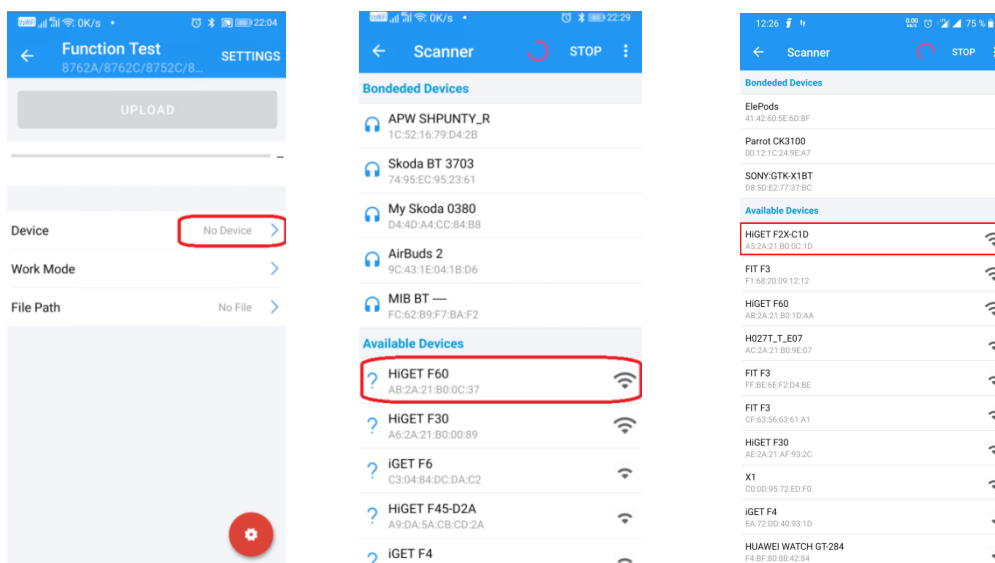 VoWiFi 0K/s • 22:04
Function Test
8762A/8762C/8752C/8...
SETTINGS
UPLOAD
--
Device No Device
Work Mode
File Path No File
VoWiFi 0K/s • 22:29
Scanner STOP
Bondeded Devices
APW SHPUNTY_R
1C:52:16:79:D4:2B
Skoda BT 3703
74:95:EC:95:23:61
My Skoda 0380
D4:4D:A4:CC:84:B8
AirBuds 2
9C:43:1E:04:1B:D6
MIB BT ----
FC:62:B9:F7:BA:F2
Available Devices
? HiGET F60
AB:2A:21:B0:0C:37
? HiGET F30
A6:2A:21:B0:00:89
? iGET F6
C3:04:84:DC:DA:C2
? HiGET F45-D2A
A9:DA:5A:CB:CD:2A
? iGET F4
12:26 0.00 75 %
Scanner STOP
Bondeded Devices
ElePods
41:42:60:5E:6D:8F
Parrot CK3100
00:12:1C:24:9E:A7
SONY:GTK-X1BT
D8:5D:E2:77:37:BC
Available Devices
HiGET F2X-C1D
A5:2A:21:B0:0C:1D
FIT F3
F1:68:20:09:12:12
HiGET F60
AB:2A:21:B0:1D:AA
H027T_T_E07
AC:2A:21:B0:9E:07
FIT F3
FF:BE:6E:F2:D4:BE
FIT F3
CF:63:56:63:61:A1
HiGET F30
AE:2A:21:AF:93:2C
X1
C0:0D:95:72:ED:F0
iGET F4
EA:72:DD:40:93:1D
HUAWEI WATCH GT-284
F4:BF:80:88:42:84